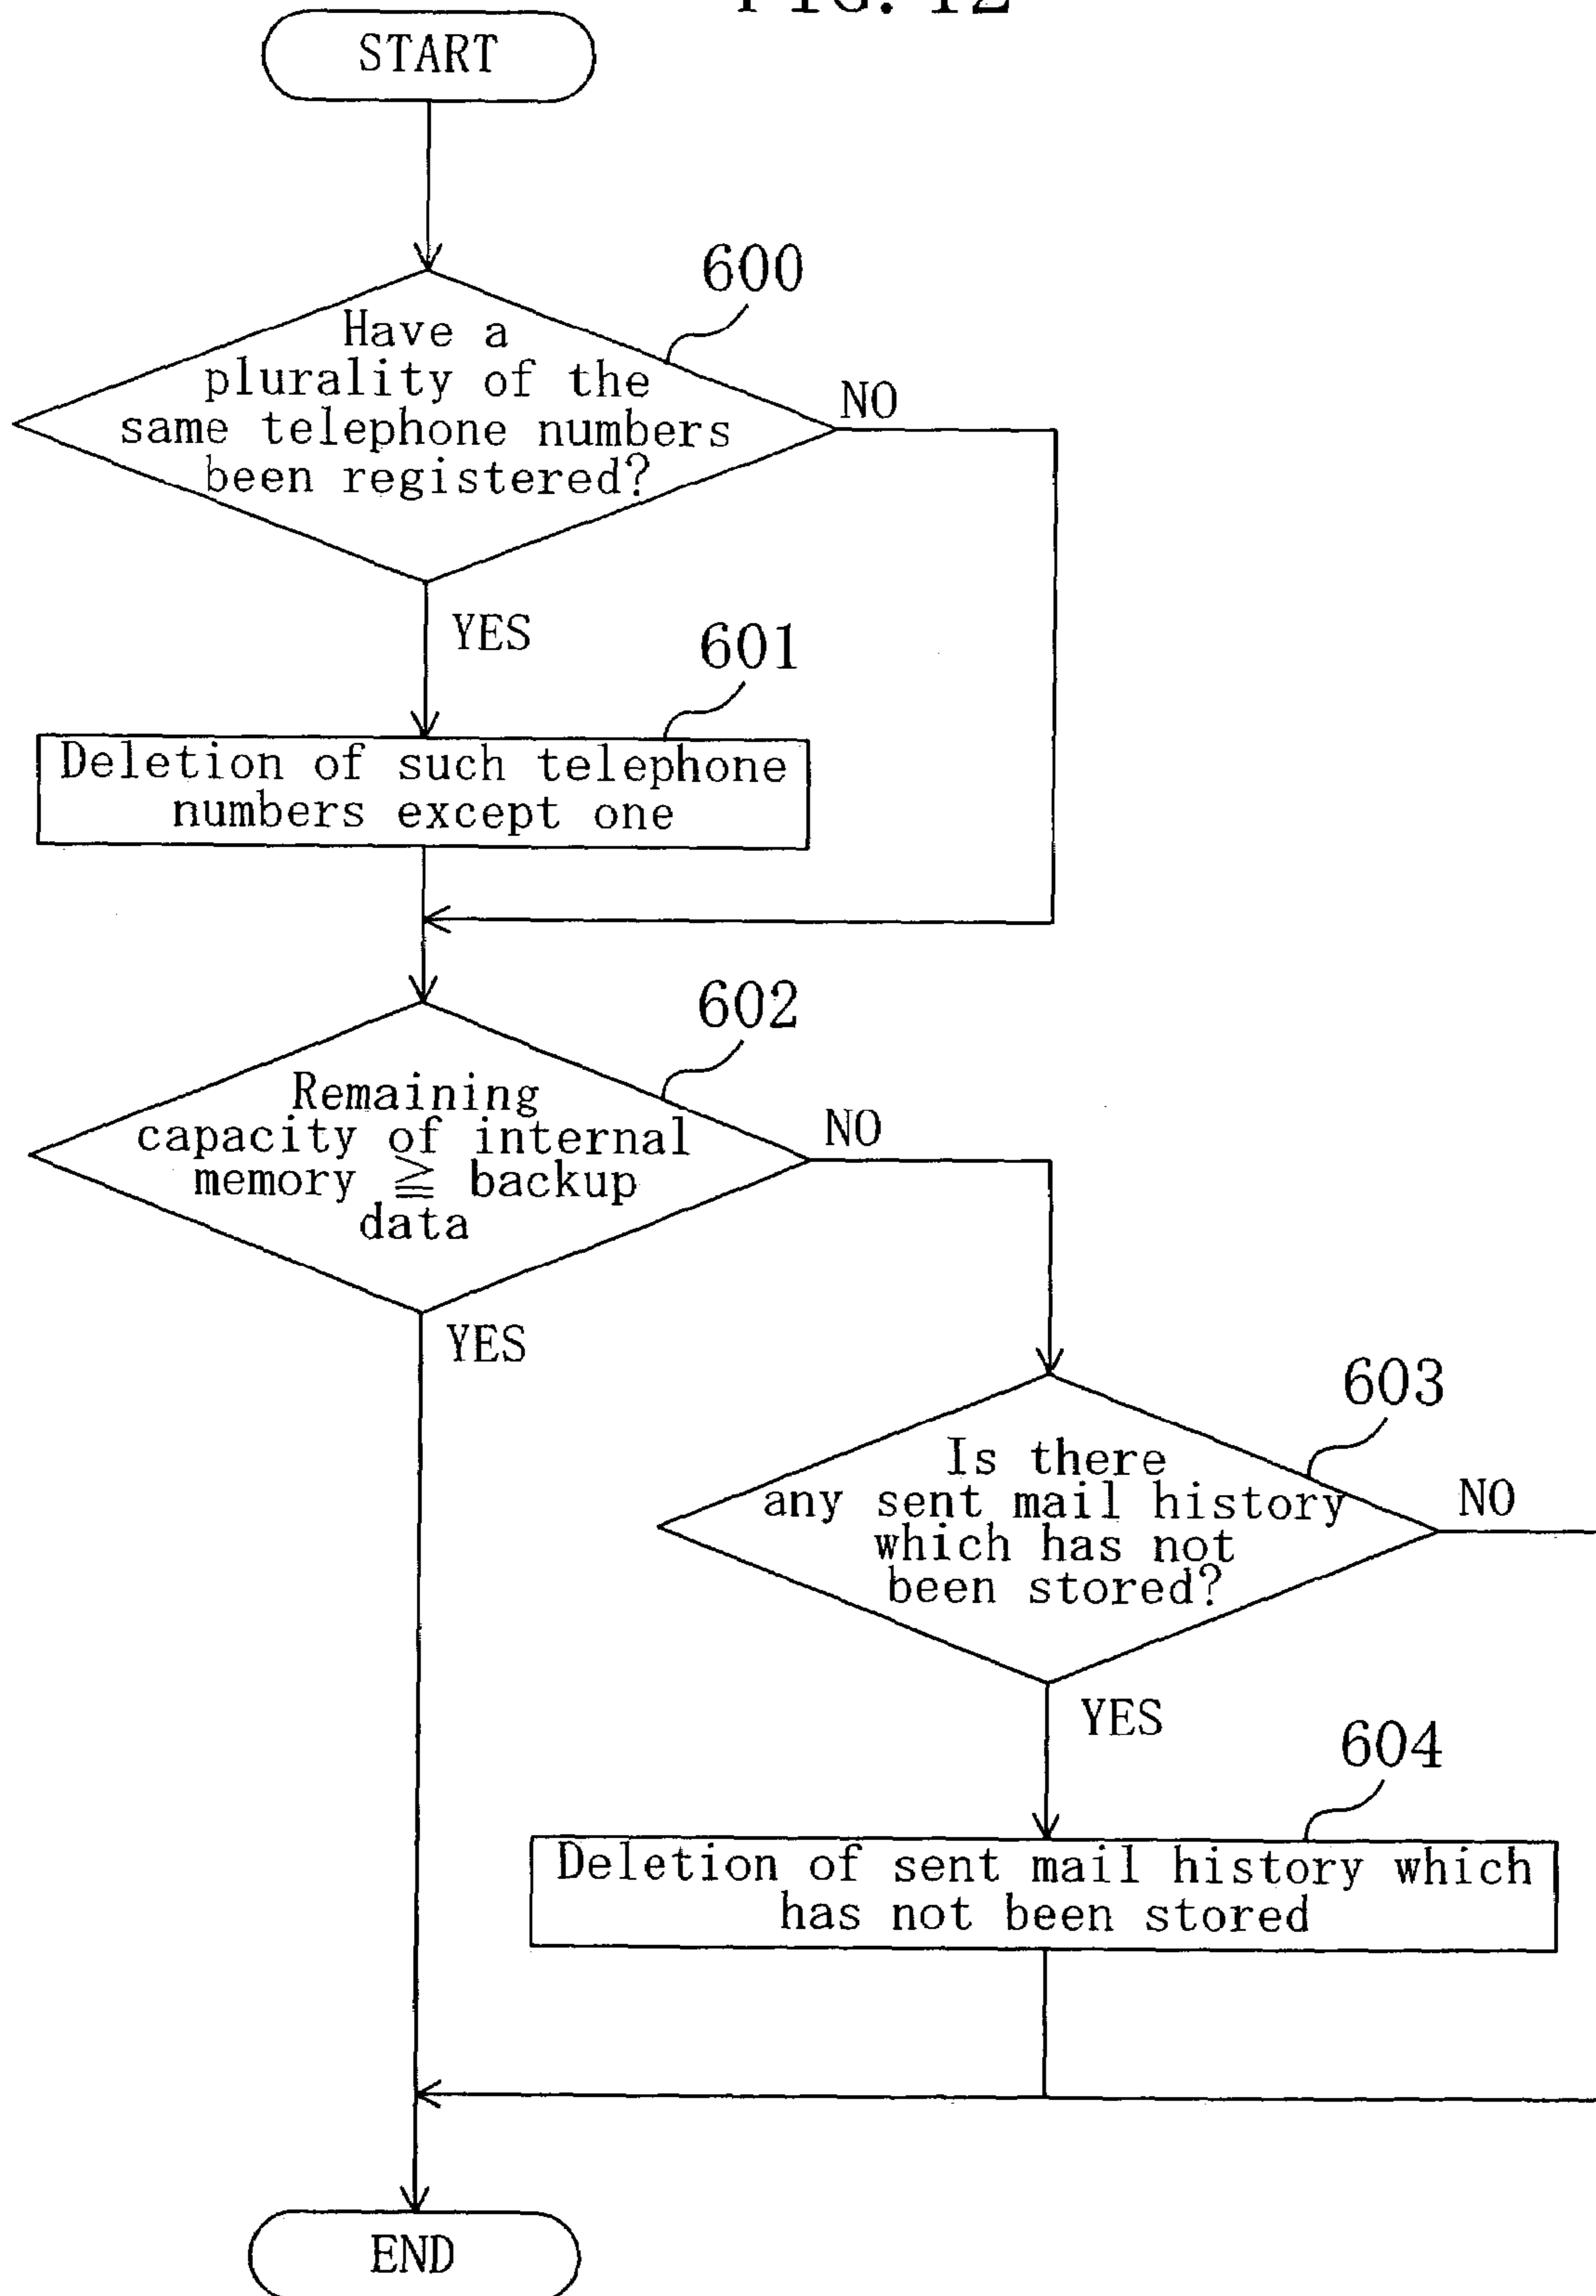 FIG. 12
START
600
Have a
plurality of the
same telephone numbers
been registered?
NO
YES
601
Deletion of such telephone
numbers except one
602
Remaining
capacity of internal
memory ≧ backup
data
NO
YES
603
Is there
any sent mail history
which has not
been stored?
NO
YES
604
Deletion of sent mail history which
has not been stored
END